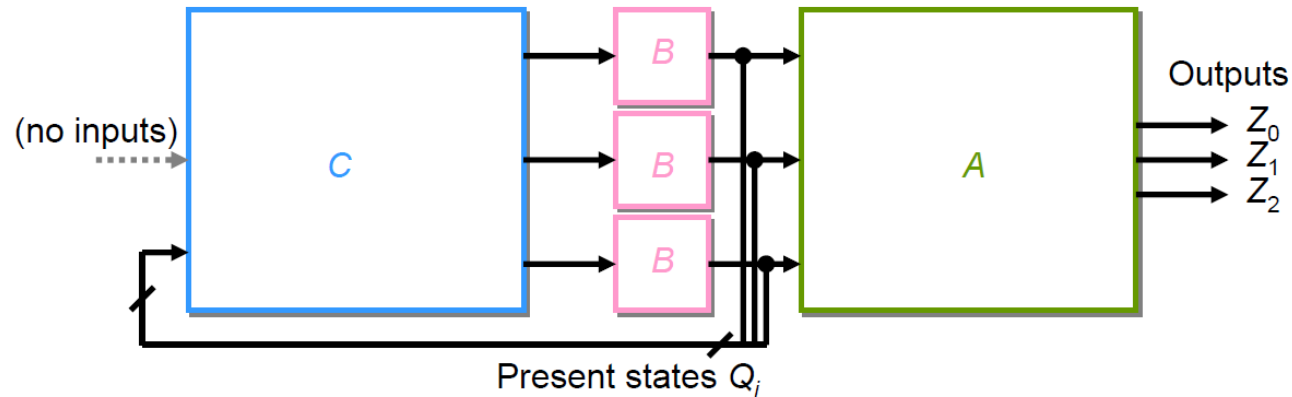 B
Outputs
(no inputs)
Z0
C
B
A
Z1
Z2
B
Present states Qi